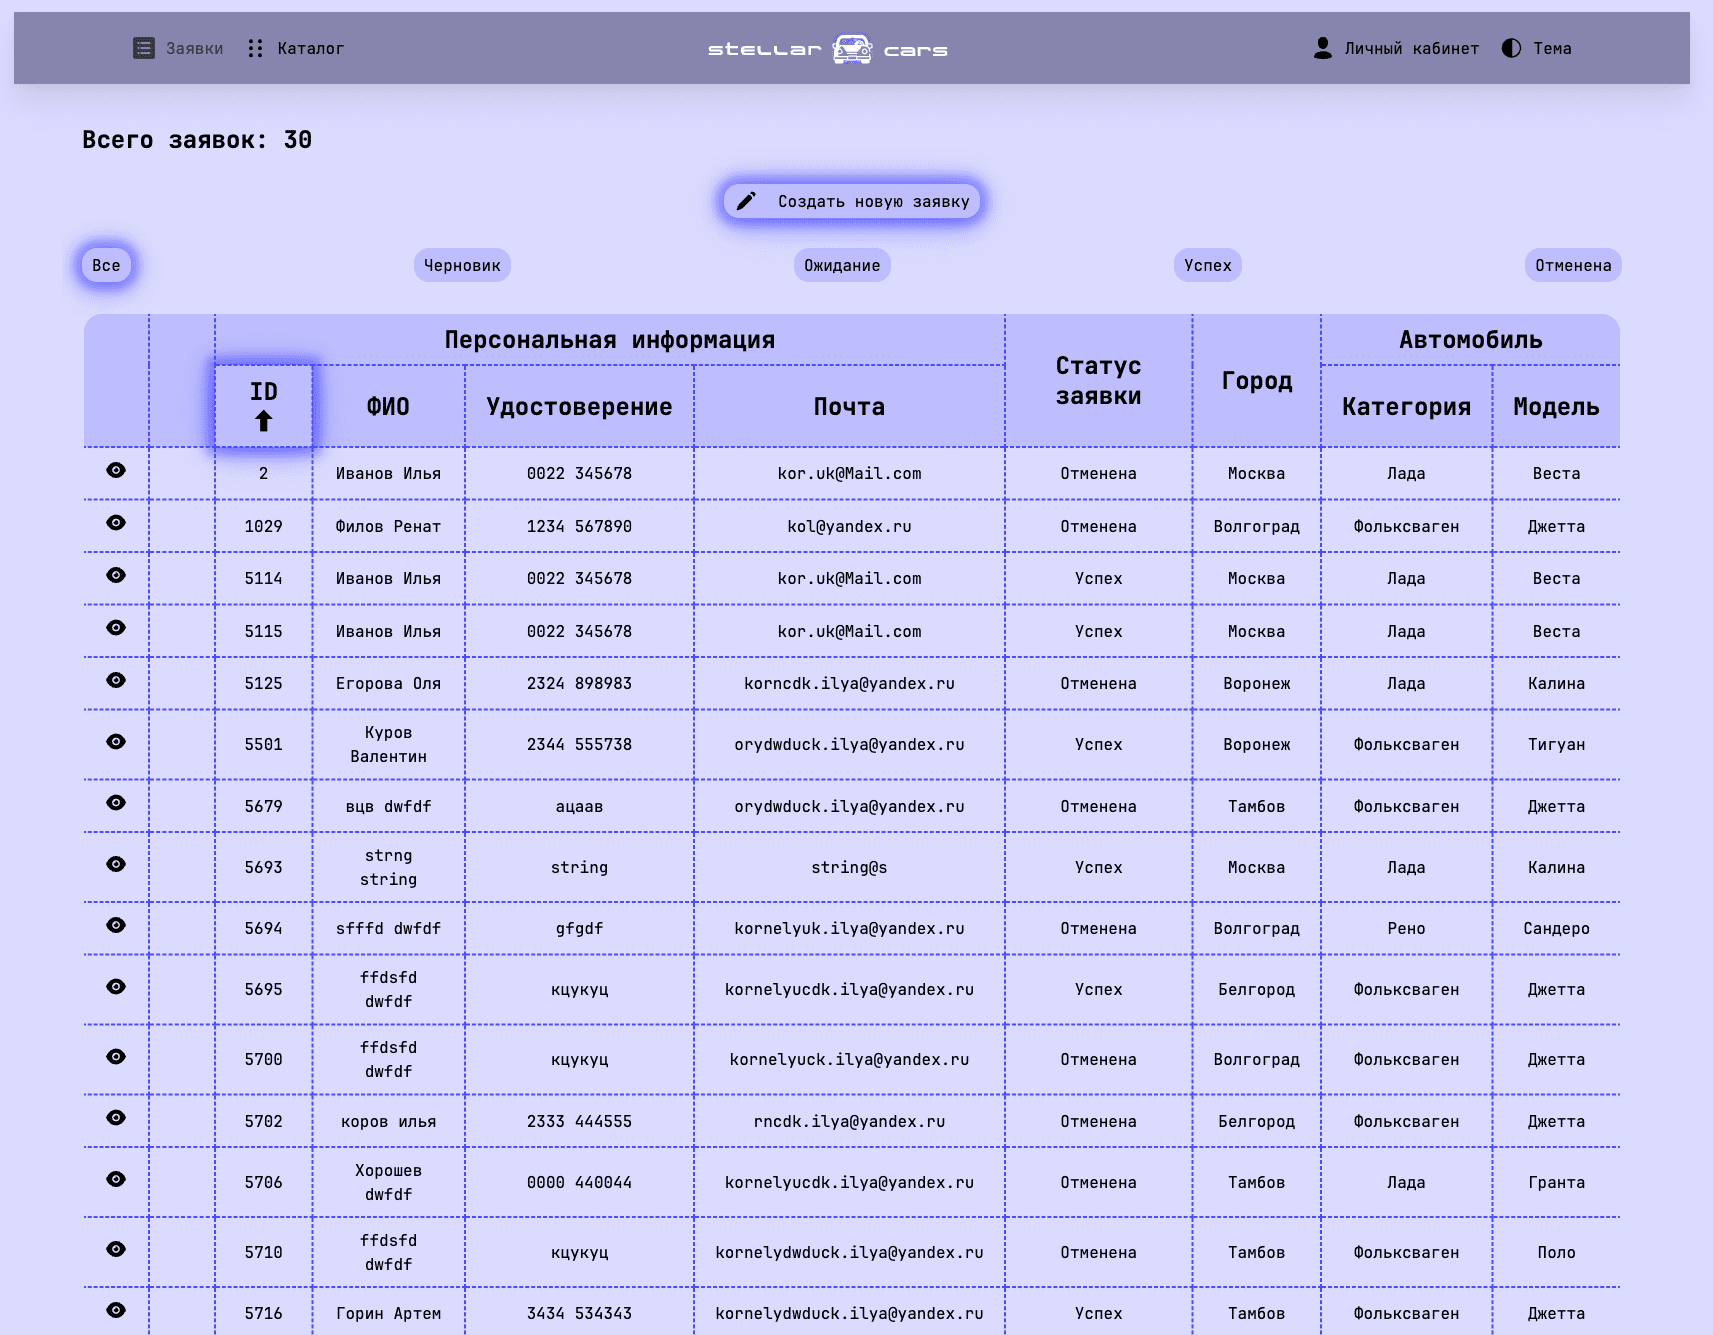 Заявки Каталог stellar cars Личный кабинет Тема
Всего заявок: 30
Создать новую заявку
Все Черновик Ожидание Успех Отменена
Персональная информация Статус заявки Город Автомобиль
ID ФИО Удостоверение Почта Категория Модель
2 Иванов Илья 0022 345678 kor.uk@Mail.com Отменена Москва Лада Веста
1029 Филов Ренат 1234 567890 kol@yandex.ru Отменена Волгоград Фольксваген Джетта
5114 Иванов Илья 0022 345678 kor.uk@Mail.com Успех Москва Лада Веста
5115 Иванов Илья 0022 345678 kor.uk@Mail.com Успех Москва Лада Веста
5125 Егорова Оля 2324 898983 korncdk.ilya@yandex.ru Отменена Воронеж Лада Калина
5501 Куров Валентин 2344 555738 orydwduck.ilya@yandex.ru Успех Воронеж Фольксваген Тигуан
5679 вцв dwfdf ацаав orydwduck.ilya@yandex.ru Отменена Тамбов Фольксваген Джетта
5693 strng string string string@s Успех Москва Лада Калина
5694 sfffd dwfdf gfgdf kornelyuk.ilya@yandex.ru Отменена Волгоград Рено Сандеро
5695 ffdsfd dwfdf кцукуц kornelyucdk.ilya@yandex.ru Успех Белгород Фольксваген Джетта
5700 ffdsfd dwfdf кцукуц kornelyuck.ilya@yandex.ru Отменена Волгоград Фольксваген Джетта
5702 коров илья 2333 444555 rncdk.ilya@yandex.ru Отменена Белгород Фольксваген Джетта
5706 Хорошев dwfdf 0000 440044 kornelyucdk.ilya@yandex.ru Отменена Тамбов Лада Гранта
5710 ffdsfd dwfdf кцукуц kornelydwduck.ilya@yandex.ru Отменена Тамбов Фольксваген Поло
5716 Горин Артем 3434 534343 kornelydwduck.ilya@yandex.ru Успех Тамбов Фольксваген Джетта